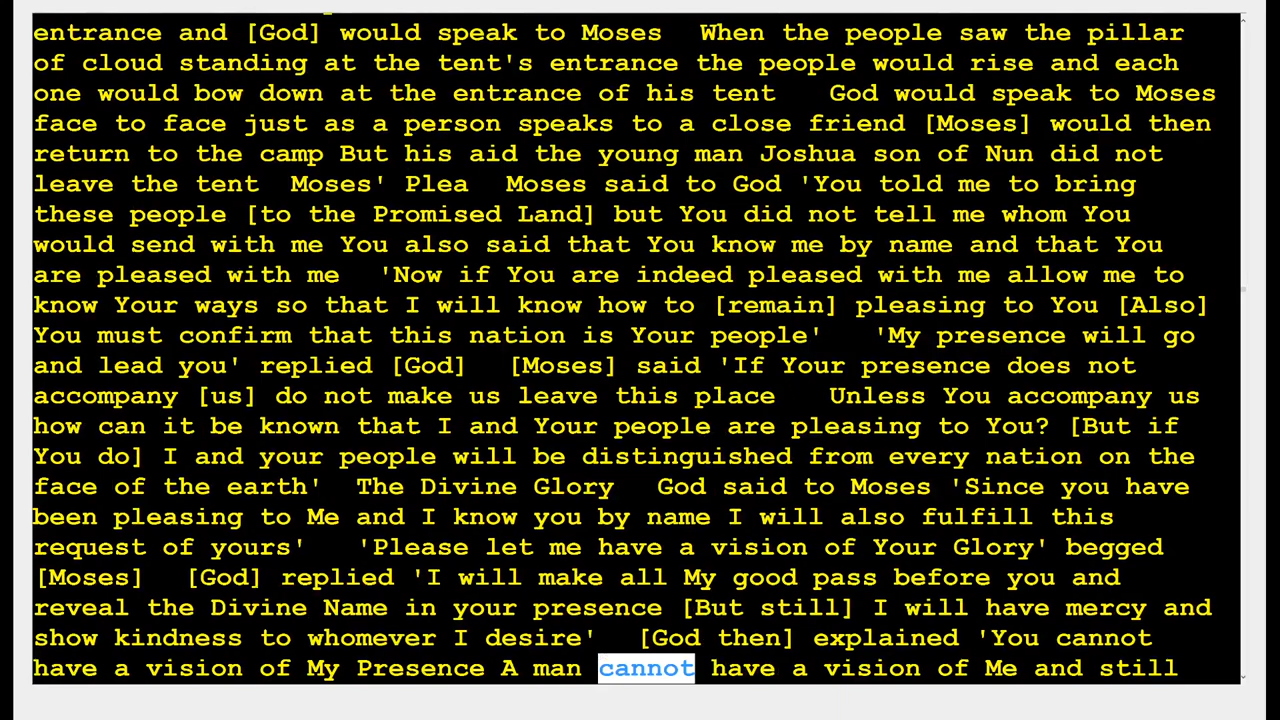 entrance and [God] would speak to Moses When the people saw the pillar
of cloud standing at the tent's entrance the people would rise and each
one would bow down at the entrance of his tent God would speak to Moses
face to face just as a person speaks to a close friend [Moses] would then
return to the camp But his aid the young man Joshua son of Nun did not
leave the tent Moses' Plea Moses said to God 'You told me to bring
these people [to the Promised Land] but You did not tell me whom You
would send with me You also said that You know me by name and that You
are pleased with me 'Now if You are indeed pleased with me allow me to
know Your ways so that I will know how to [remain] pleasing to You [Also]
You must confirm that this nation is Your people' 'My presence will go
and lead you' replied [God] [Moses] said 'If Your presence does not
accompany [us] do not make us leave this place Unless You accompany us
how can it be known that I and Your people are pleasing to You? [But if
You do] I and your people will be distinguished from every nation on the
face of the earth' The Divine Glory God said to Moses 'Since you have
been pleasing to Me and I know you by name I will also fulfill this
request of yours' 'Please let me have a vision of Your Glory' begged
[Moses] [God] replied 'I will make all My good pass before you and
reveal the Divine Name in your presence [But still] I will have mercy and
show kindness to whomever I desire' [God then] explained 'You cannot
have a vision of My Presence A man cannot have a vision of Me and still